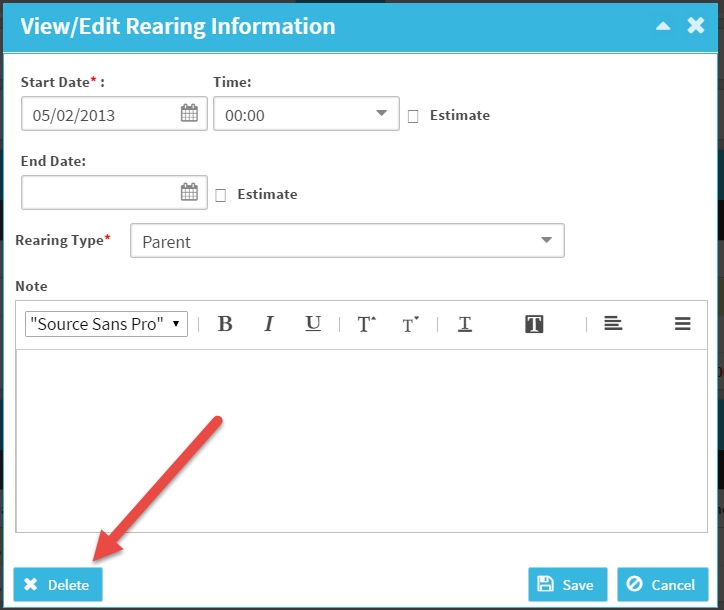 View/Edit Rearing Information
Start Date* : Time:
05/02/2013 00:00 Estimate
End Date:
Estimate
Rearing Type* Parent
Note
"Source Sans Pro" B I U T T T T
Delete Save Cancel